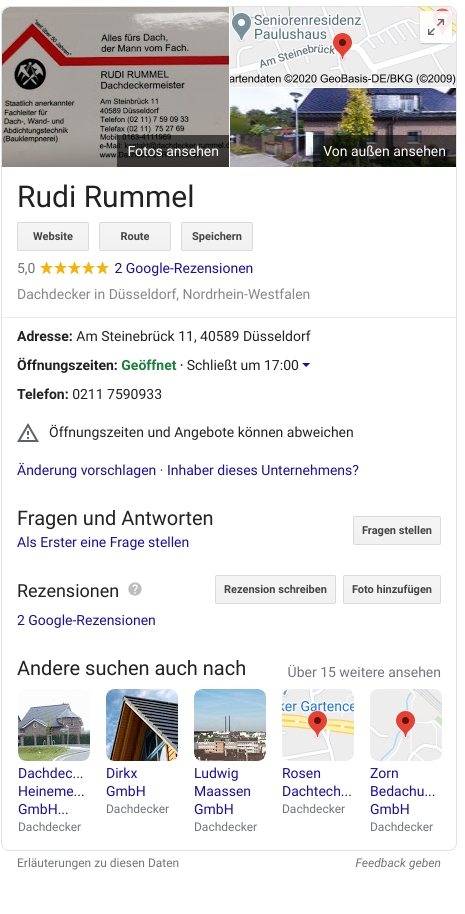 "seit über 50 Jahren"
Alles fürs Dach,
der Mann vom Fach.
RUDI RUMMEL
Dachdeckermeister
Staatlich anerkannter
Fachleiter für
Dach-, Wand- und
Abdichtungstechnik
(Bauklempnerei)
Am Steinebrück 11
40589 Düsseldorf
Telefon (02 11) 7 59 09 33
Telefax (02 11) 75 27 69
Fotos ansehen
Seniorenresidenz
Paulushaus
Am Steinebrück
artendaten ©2020 GeoBasis-DE/BKG (©2009)
Von außen ansehen
Rudi Rummel
Website
Route
Speichern
5,0 ★★★★★ 2 Google-Rezensionen
Dachdecker in Düsseldorf, Nordrhein-Westfalen
Adresse: Am Steinebrück 11, 40589 Düsseldorf
Öffnungszeiten: Geöffnet · Schließt um 17:00
Telefon: 0211 7590933
Öffnungszeiten und Angebote können abweichen
Änderung vorschlagen · Inhaber dieses Unternehmens?
Fragen und Antworten
Fragen stellen
Als Erster eine Frage stellen
Rezensionen ?
Rezension schreiben
Foto hinzufügen
2 Google-Rezensionen
Andere suchen auch nach
Über 15 weitere ansehen
ker Gartence
Dachdec...
Heineme...
GmbH...
Dachdecker
Dirkx
GmbH
Dachdecker
Ludwig
Maassen
GmbH
Dachdecker
Rosen
Dachtech...
Dachdecker
Zorn
Bedachu...
GmbH
Dachdecker
Erläuterungen zu diesen Daten
Feedback geben